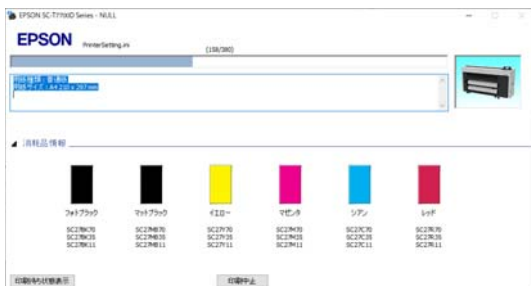 EPSON SC-T7700D Series - NULL
EPSON
PrinterSetting.ini
(158/380)
用紙種類 : 普通紙
用紙サイズ : A4 210 x 297 mm
消耗品情報
フォトブラック
マットブラック
イエロー
マゼンタ
シアン
レッド
SC27BK70
SC27MB70
SC27Y70
SC27M70
SC27C70
SC27R70
SC27BK35
SC27MB35
SC27Y35
SC27M35
SC27C35
SC27R35
SC27BK11
SC27MB11
SC27Y11
SC27M11
SC27C11
SC27R11
印刷待ち状態表示
印刷中止